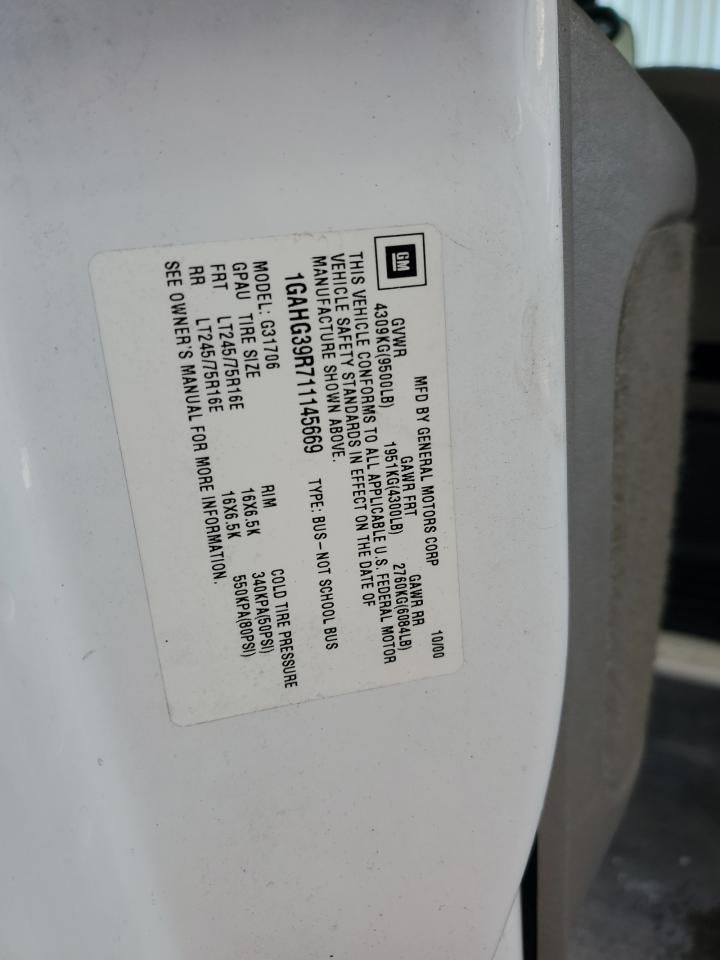 GM
MFD BY GENERAL MOTORS CORP 10/00
GVWR GAWR FRT GAWR RR
4309KG(9500LB) 1951KG(4300LB) 2760KG(6084LB)
THIS VEHICLE CONFORMS TO ALL APPLICABLE U.S. FEDERAL MOTOR
VEHICLE SAFETY STANDARDS IN EFFECT ON THE DATE OF
MANUFACTURE SHOWN ABOVE.
1GAHG39R711145669 TYPE: BUS-NOT SCHOOL BUS
MODEL: G31706
GPAU TIRE SIZE RIM COLD TIRE PRESSURE
FRT LT245/75R16E 16X6.5K 340KPA(50PSI)
RR LT245/75R16E 16X6.5K 550KPA(80PSI)
SEE OWNER'S MANUAL FOR MORE INFORMATION.